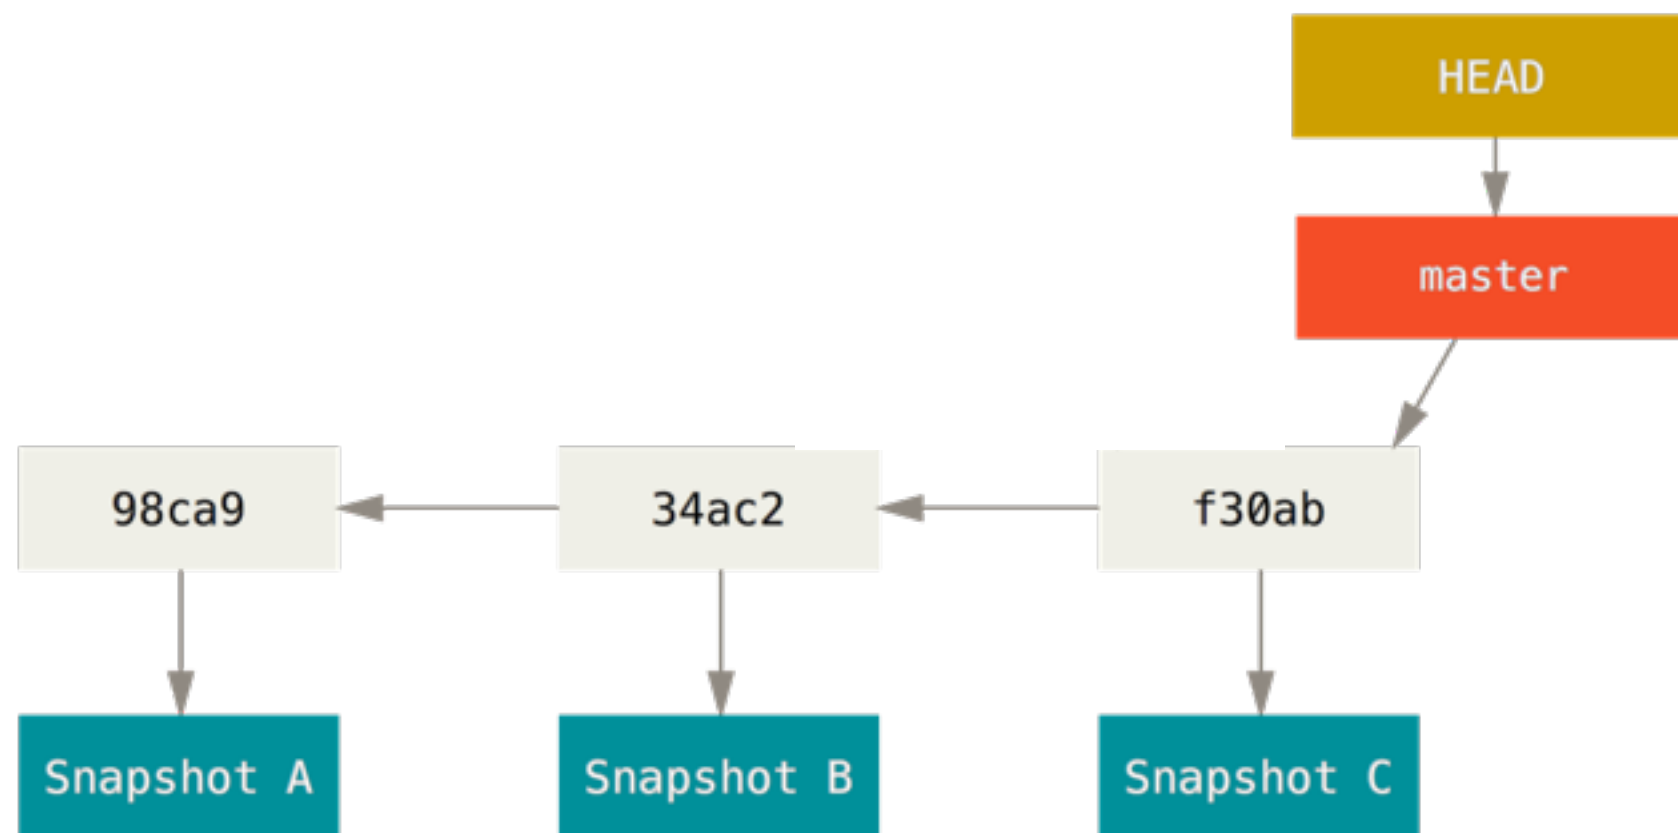 HEAD
master
98ca9
34ac2
f30ab
Snapshot A
Snapshot B
Snapshot C